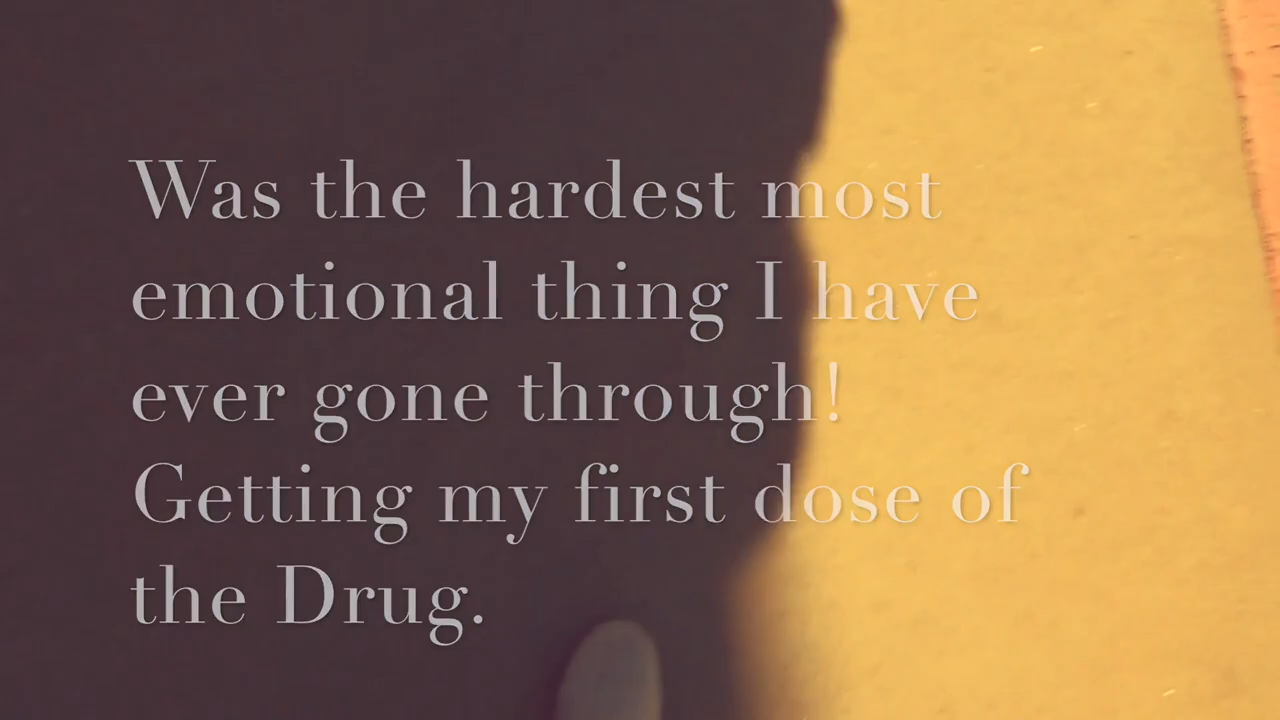 Was the hardest most
emotional thing I have
ever gone through!
Getting my first dose of
the Drug.